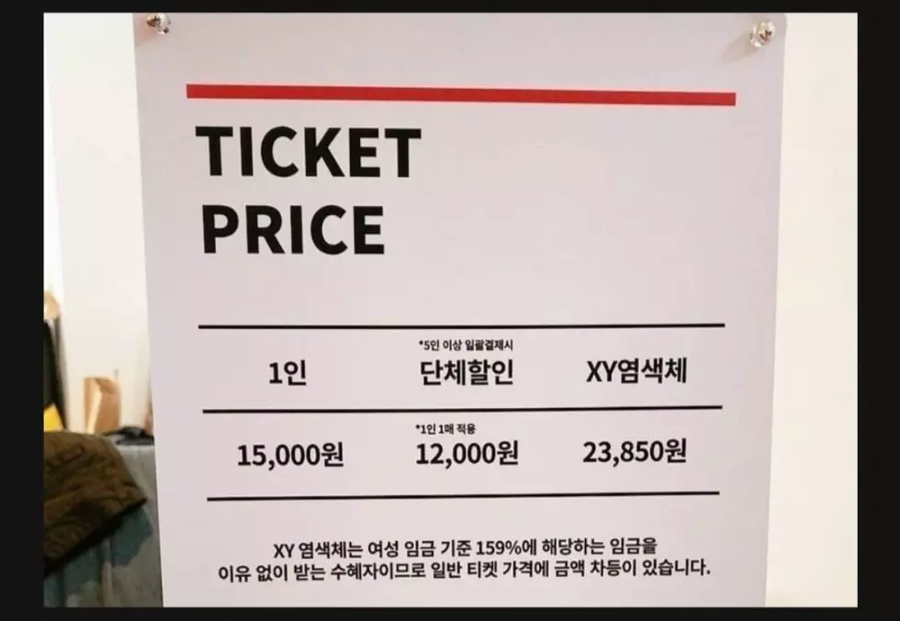 TICKET
PRICE
*5인 이상 일괄결제시
1인 단체할인 XY염색체
*1인 1매 적용
15,000원 12,000원 23,850원
XY 염색체는 여성 임금 기준 159%에 해당하는 임금을
이유 없이 받는 수혜자이므로 일반 티켓 가격에 금액 차등이 있습니다.